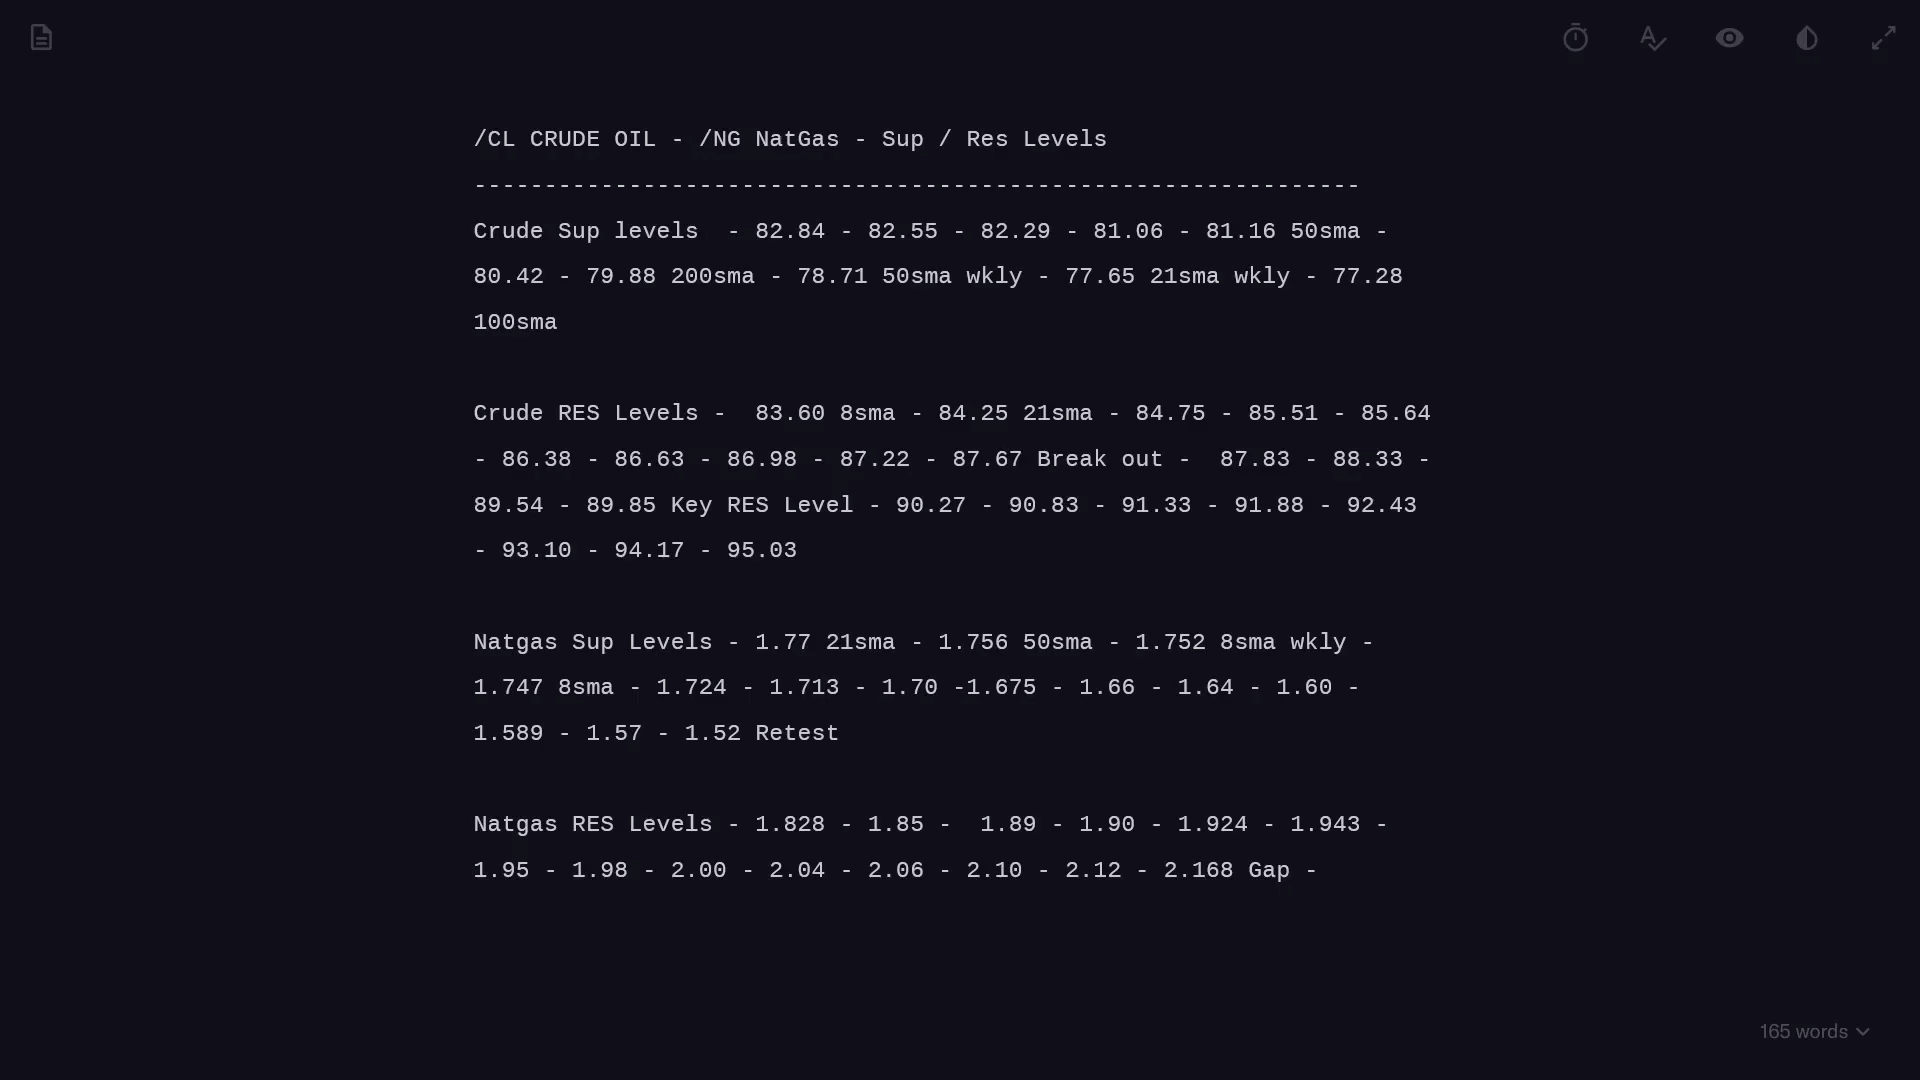 /CL CRUDE OIL - /NG NatGas - Sup / Res Levels
---------------------------------------------------------------
Crude Sup levels  - 82.84 - 82.55 - 82.29 - 81.06 - 81.16 50sma -
80.42 - 79.88 200sma - 78.71 50sma wkly - 77.65 21sma wkly - 77.28
100sma
Crude RES Levels -  83.60 8sma - 84.25 21sma - 84.75 - 85.51 - 85.64
- 86.38 - 86.63 - 86.98 - 87.22 - 87.67 Break out -  87.83 - 88.33 -
89.54 - 89.85 Key RES Level - 90.27 - 90.83 - 91.33 - 91.88 - 92.43
- 93.10 - 94.17 - 95.03
Natgas Sup Levels - 1.77 21sma - 1.756 50sma - 1.752 8sma wkly -
1.747 8sma - 1.724 - 1.713 - 1.70 -1.675 - 1.66 - 1.64 - 1.60 -
1.589 - 1.57 - 1.52 Retest
Natgas RES Levels - 1.828 - 1.85 -  1.89 - 1.90 - 1.924 - 1.943 -
1.95 - 1.98 - 2.00 - 2.04 - 2.06 - 2.10 - 2.12 - 2.168 Gap -
165 words